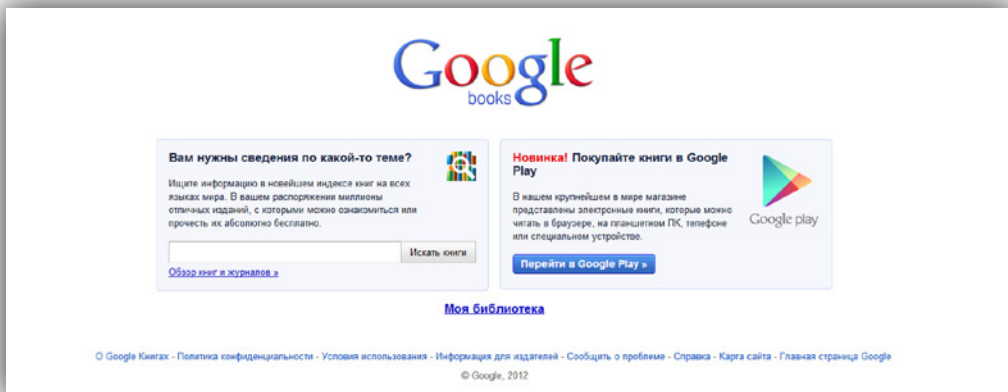 Google
books
Вам нужны сведения по какой-то теме?
Ищите информацию в новейшем индексе книг на всех
языках мира. В вашем распоряжении миллионы
отличных изданий, с которыми можно ознакомиться или
прочесть их абсолютно бесплатно.
Искать книги
Обзор книг и журналов »
Новинка! Покупайте книги в Google
Play
В нашем крупнейшем в мире магазине
представлены электронные книги, которые можно
читать в браузере, на планшетном ПК, телефоне
или специальном устройстве.
Перейти в Google Play »
Google play
Моя библиотека
О Google Книгах - Политика конфиденциальности - Условия использования - Информация для издателей - Сообщить о проблеме - Справка - Карта сайта - Главная страница Google
© Google, 2012